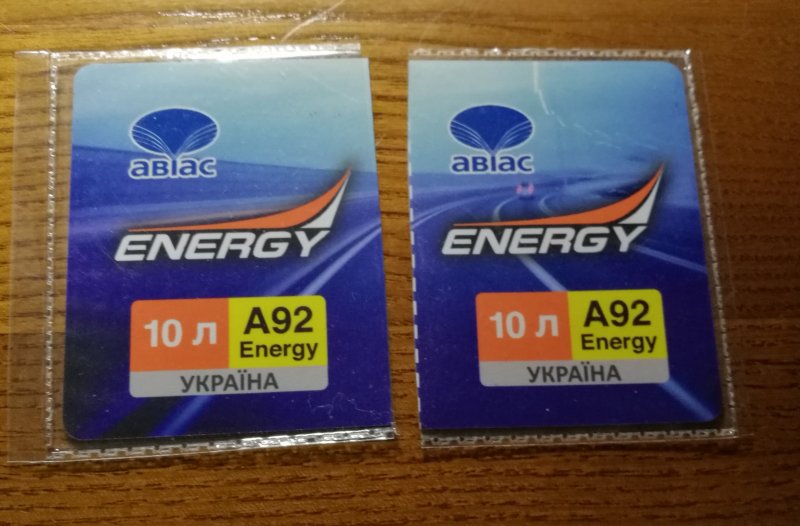 авіас
ENERGY
10 л
A92
Energy
УКРАЇНА
авіас
ENERGY
10 л
A92
Energy
УКРАЇНА